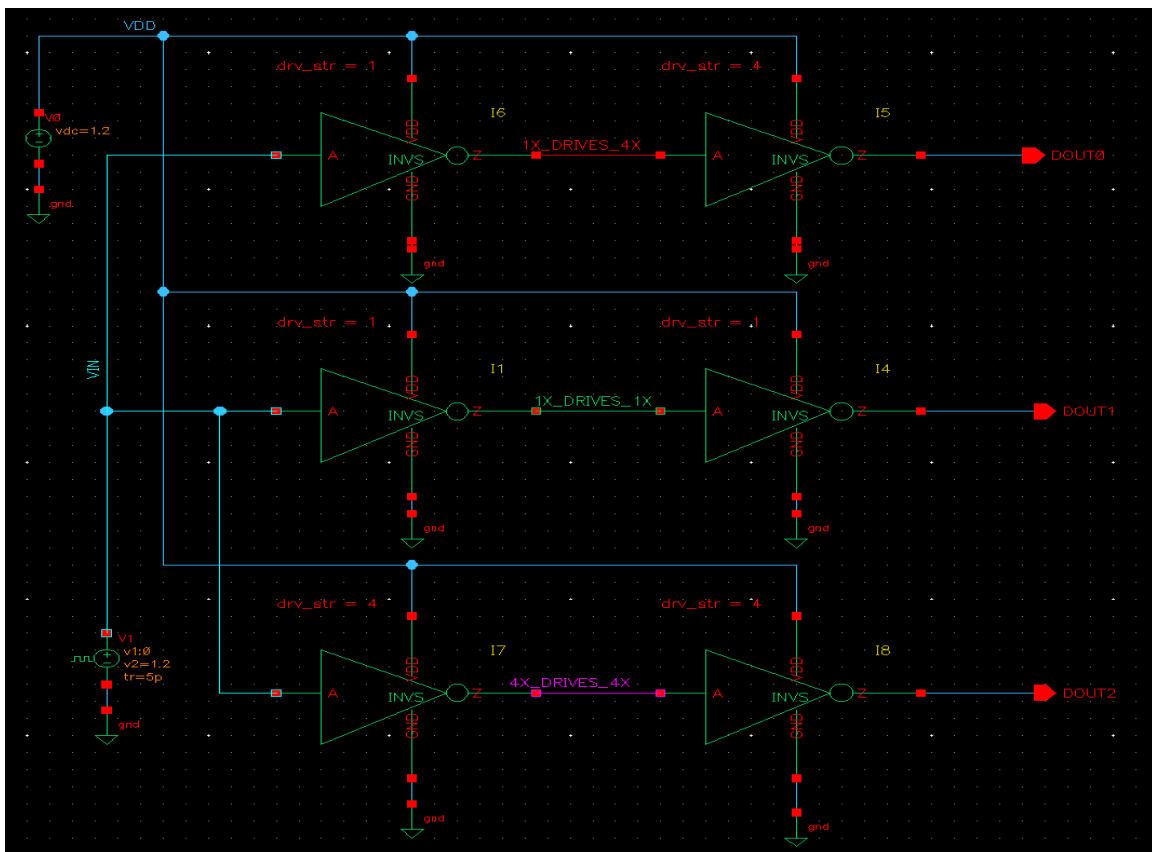 VDD
drv_str = 1
drv_str = 4
V0
vdc=1.2
gnd
I6
I5
A
VDD
INVS
GND
Z
1X_DRIVES_4X
A
VDD
INVS
GND
Z
DOUT0
gnd
gnd
drv_str = 1
drv_str = 1
VIN
I1
I4
A
VDD
INVS
GND
Z
1X_DRIVES_1X
A
VDD
INVS
GND
Z
DOUT1
gnd
gnd
drv_str = 4
drv_str = 4
V1
v1:0
v2=1.2
tr=5p
gnd
I7
I8
A
VDD
INVS
GND
Z
4X_DRIVES_4X
A
VDD
INVS
GND
Z
DOUT2
gnd
gnd